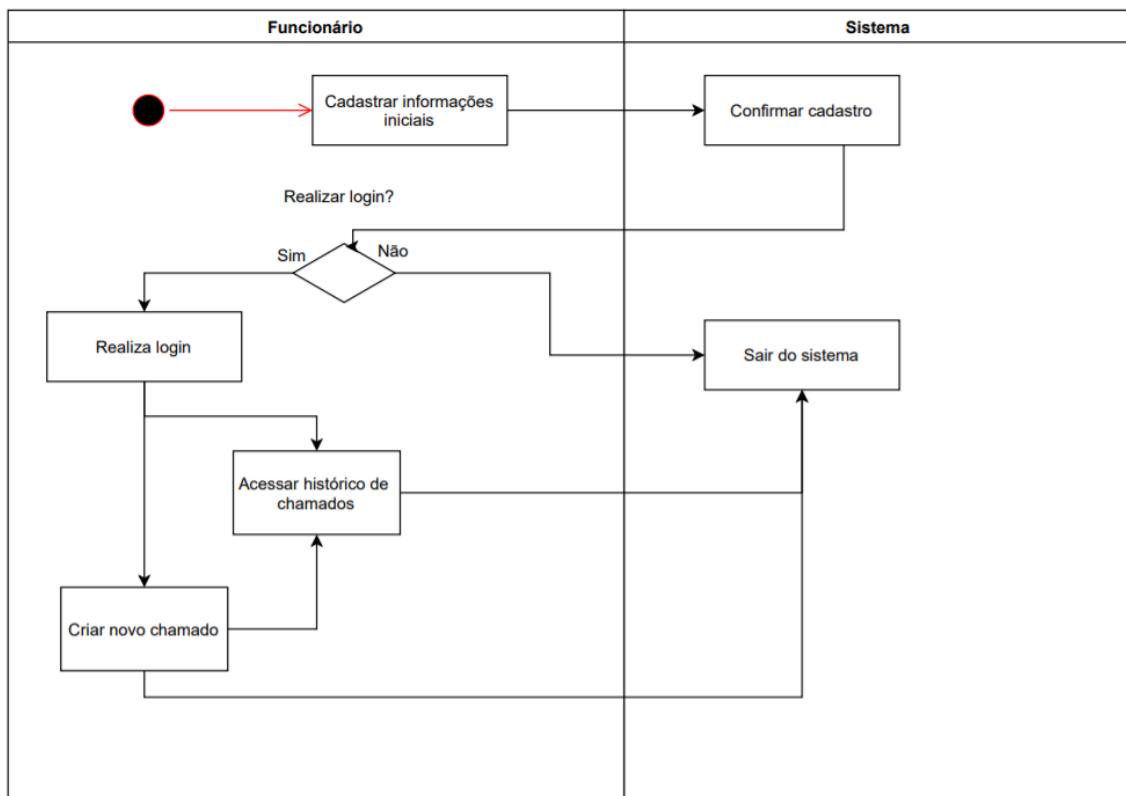 Funcionário
Sistema
Cadastrar informações
iniciais
Confirmar cadastro
Realizar login?
Sim
Não
Realiza login
Sair do sistema
Acessar histórico de
chamados
Criar novo chamado